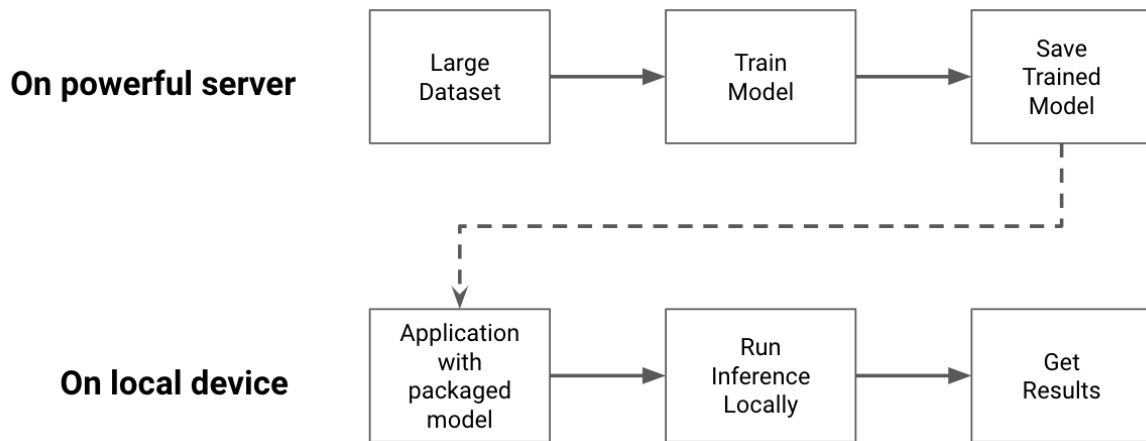 On powerful server
Large
Dataset
Train
Model
Save
Trained
Model
On local device
Application
with
packaged
model
Run
Inference
Locally
Get
Results